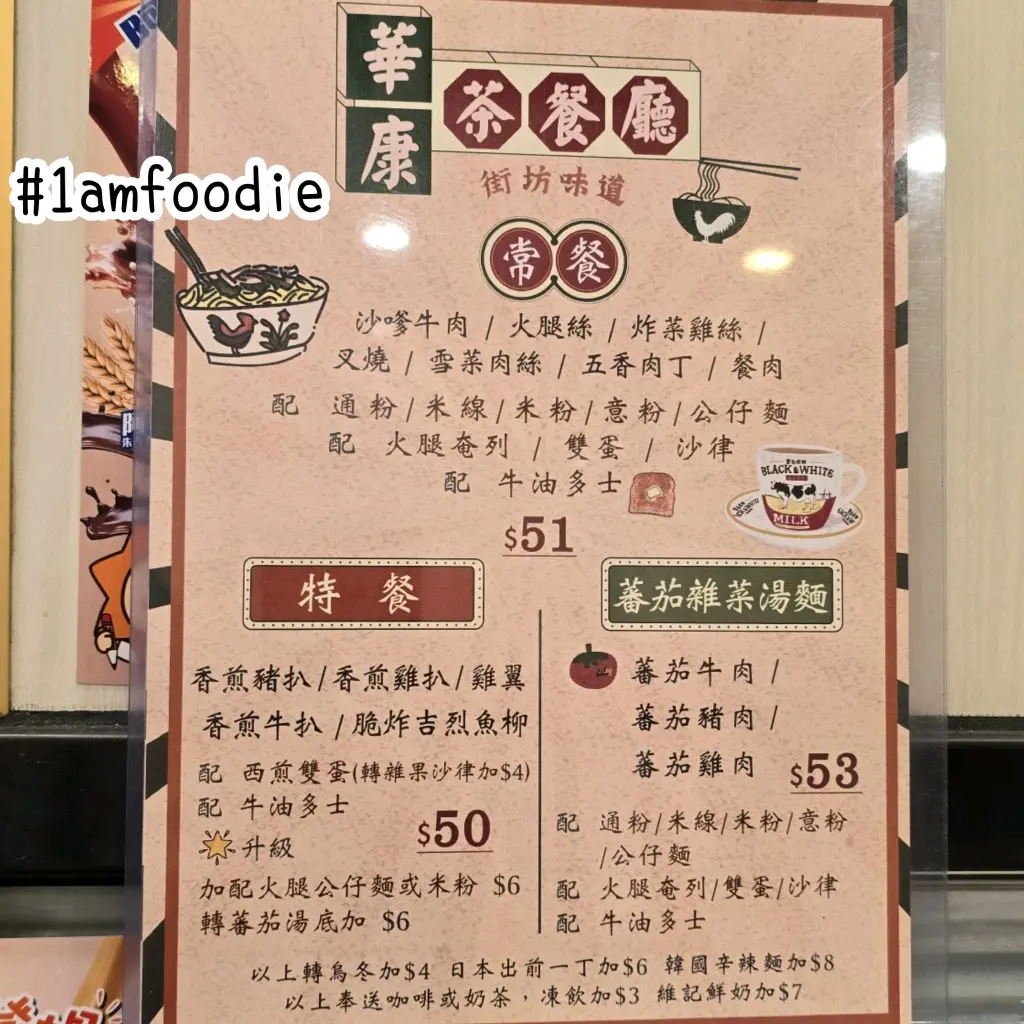 華康
茶餐廳
#1amfoodie
街坊味道
常餐
沙嗲牛肉 / 火腿絲 / 炸菜雞絲 /
叉燒 / 雪菜肉絲 / 五香肉丁 / 餐肉
配 通粉/米線/米粉/意粉/公仔麵
配 火腿奄列 / 雙蛋 / 沙律
配 牛油多士
BLACK&WHITE
MILK
$51
特餐
香煎豬扒/香煎雞扒/雞翼
香煎牛扒/脆炸吉烈魚柳
配 西煎雙蛋(轉雜果沙律加$4)
配 牛油多士
$50
升級
加配火腿公仔麵或米粉 $6
轉蕃茄湯底加 $6
蕃茄雜菜湯麵
蕃茄牛肉 /
蕃茄豬肉 /
蕃茄雞肉
$53
配 通粉/米線/米粉/意粉
/公仔麵
配 火腿奄列/雙蛋/沙律
配 牛油多士
以上轉烏冬加$4 日本出前一丁加$6 韓國辛辣麵加$8
以上奉送咖啡或奶茶，凍飲加$3 維記鮮奶加$7